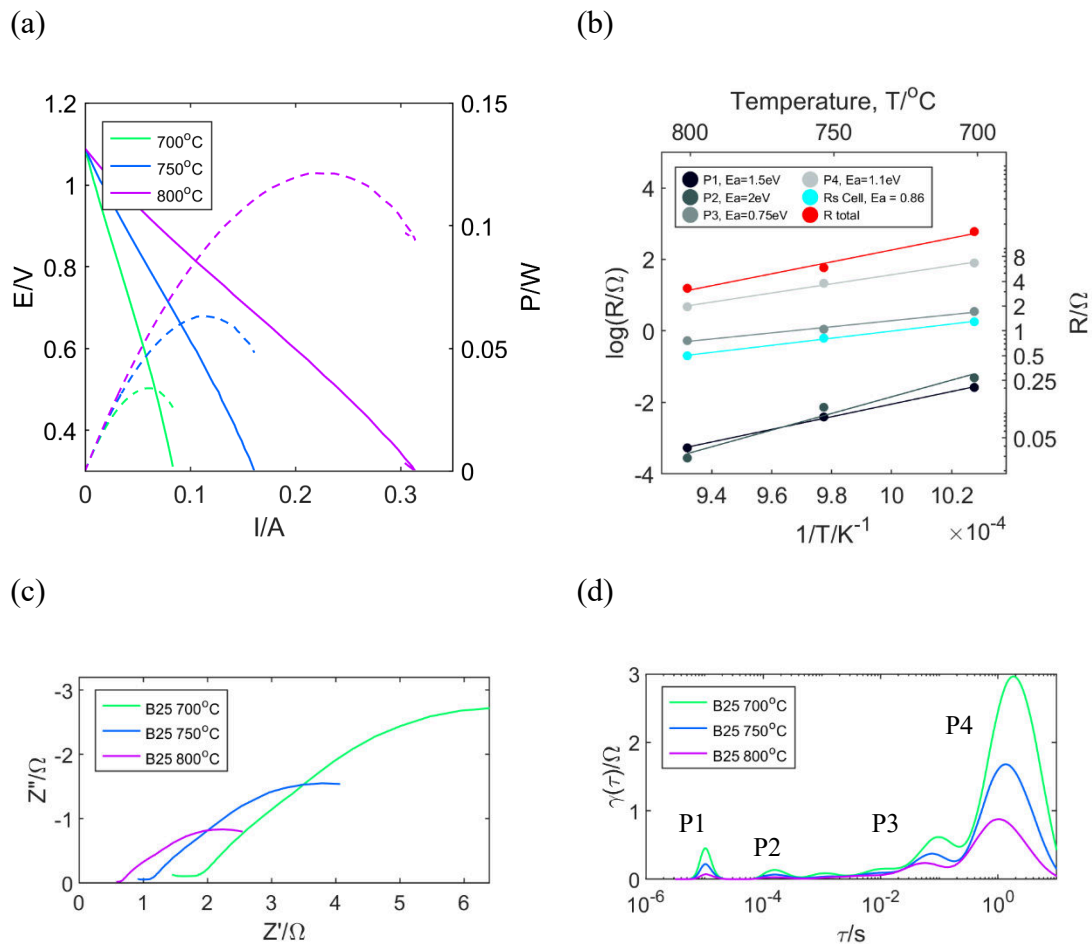 (a)
1.2
1
0.8
0.6
0.4
E/V
0.15
0.1
0.05
0
P/W
700°C
750°C
800°C
0 0.1 0.2 0.3
I/A
(b)
Temperature, T/°C
800 750 700
4
2
0
-2
-4
log(R/Ω)
8
4
2
1
0.5
0.25
0.05
R/Ω
P1, Ea=1.5eV
P2, Ea=2eV
P3, Ea=0.75eV
P4, Ea=1.1eV
Rs Cell, Ea = 0.86
R total
9.4 9.6 9.8 10 10.2
1/T/K⁻¹
×10⁻⁴
(c)
-3
-2
-1
0
Z''/Ω
B25 700°C
B25 750°C
B25 800°C
0 1 2 3 4 5 6
Z'/Ω
(d)
3
2
1
0
γ(τ)/Ω
B25 700°C
B25 750°C
B25 800°C
P1
P2
P3
P4
10⁻⁶ 10⁻⁴ 10⁻² 10⁰
τ/s